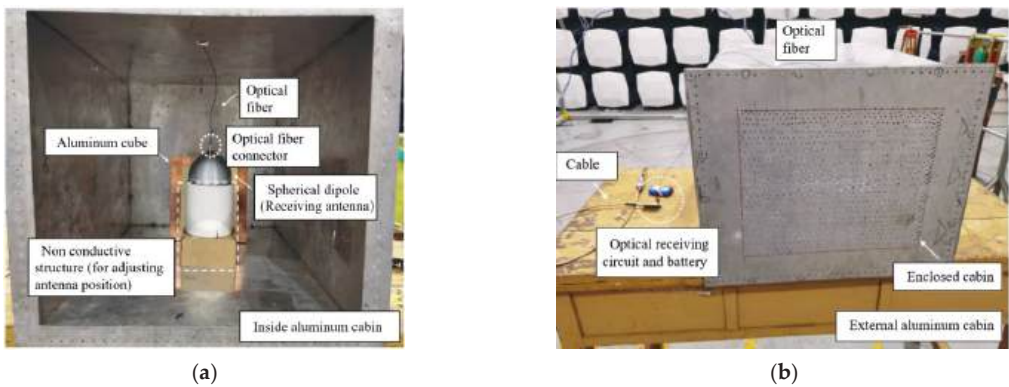 Optical
fiber
Aluminum cube
Optical fiber
connector
Spherical dipole
(Receiving antenna)
Non conductive
structure (for adjusting
antenna position)
Inside aluminum cabin
(a)
Optical
fiber
Cable
Optical receiving
circuit and battery
Enclosed cabin
External aluminum cabin
(b)